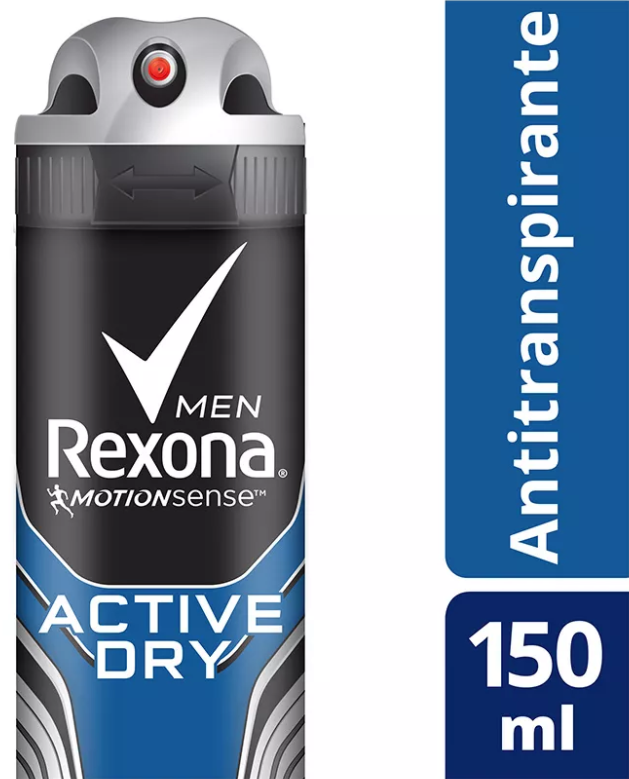 MEN
Rexona®
MOTIONsense™
ACTIVE
DRY
Antitranspirante
150
ml